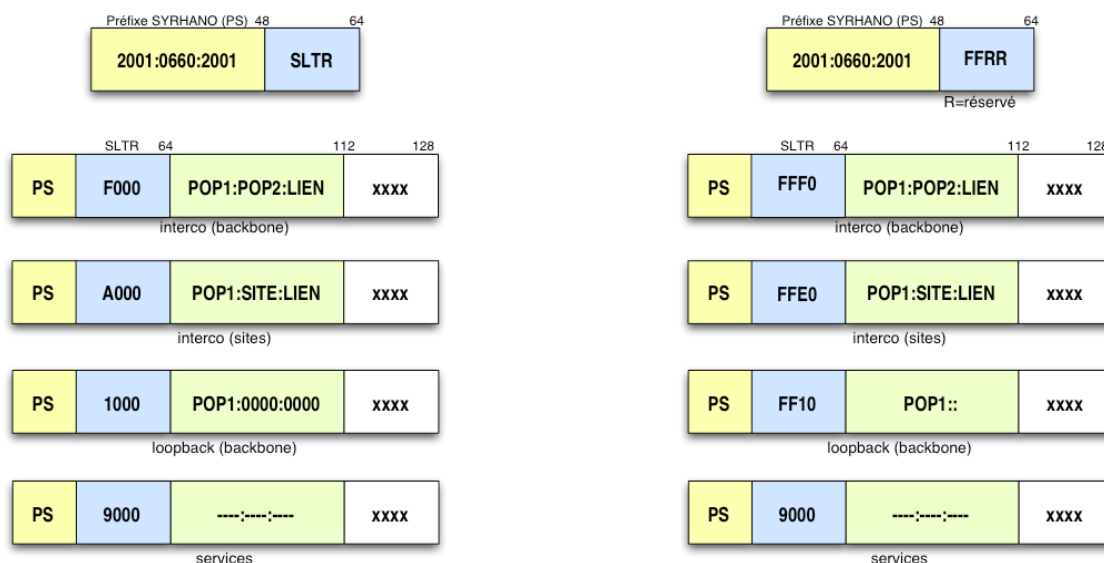 Préfixe SYRHANO (PS) 48 64
2001:0660:2001 SLTR
SLTR 64 112 128
PS F000 POP1:POP2:LIEN xxxx
interco (backbone)
PS A000 POP1:SITE:LIEN xxxx
interco (sites)
PS 1000 POP1:0000:0000 xxxx
loopback (backbone)
PS 9000 ----:----:---- xxxx
services
Préfixe SYRHANO (PS) 48 64
2001:0660:2001 FFRR
R=réservé
SLTR 64 112 128
PS FFF0 POP1:POP2:LIEN xxxx
interco (backbone)
PS FFE0 POP1:SITE:LIEN xxxx
interco (sites)
PS FF10 POP1:: xxxx
loopback (backbone)
PS 9000 ----:----:---- xxxx
services